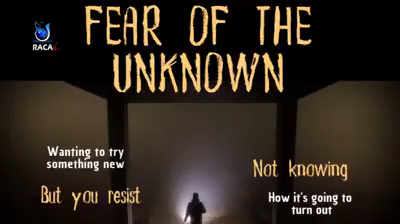 RACAL
FEAR OF THE
UNKNOWN
Wanting to try
something new
But you resist
Not knowing
How it's going to
turn out